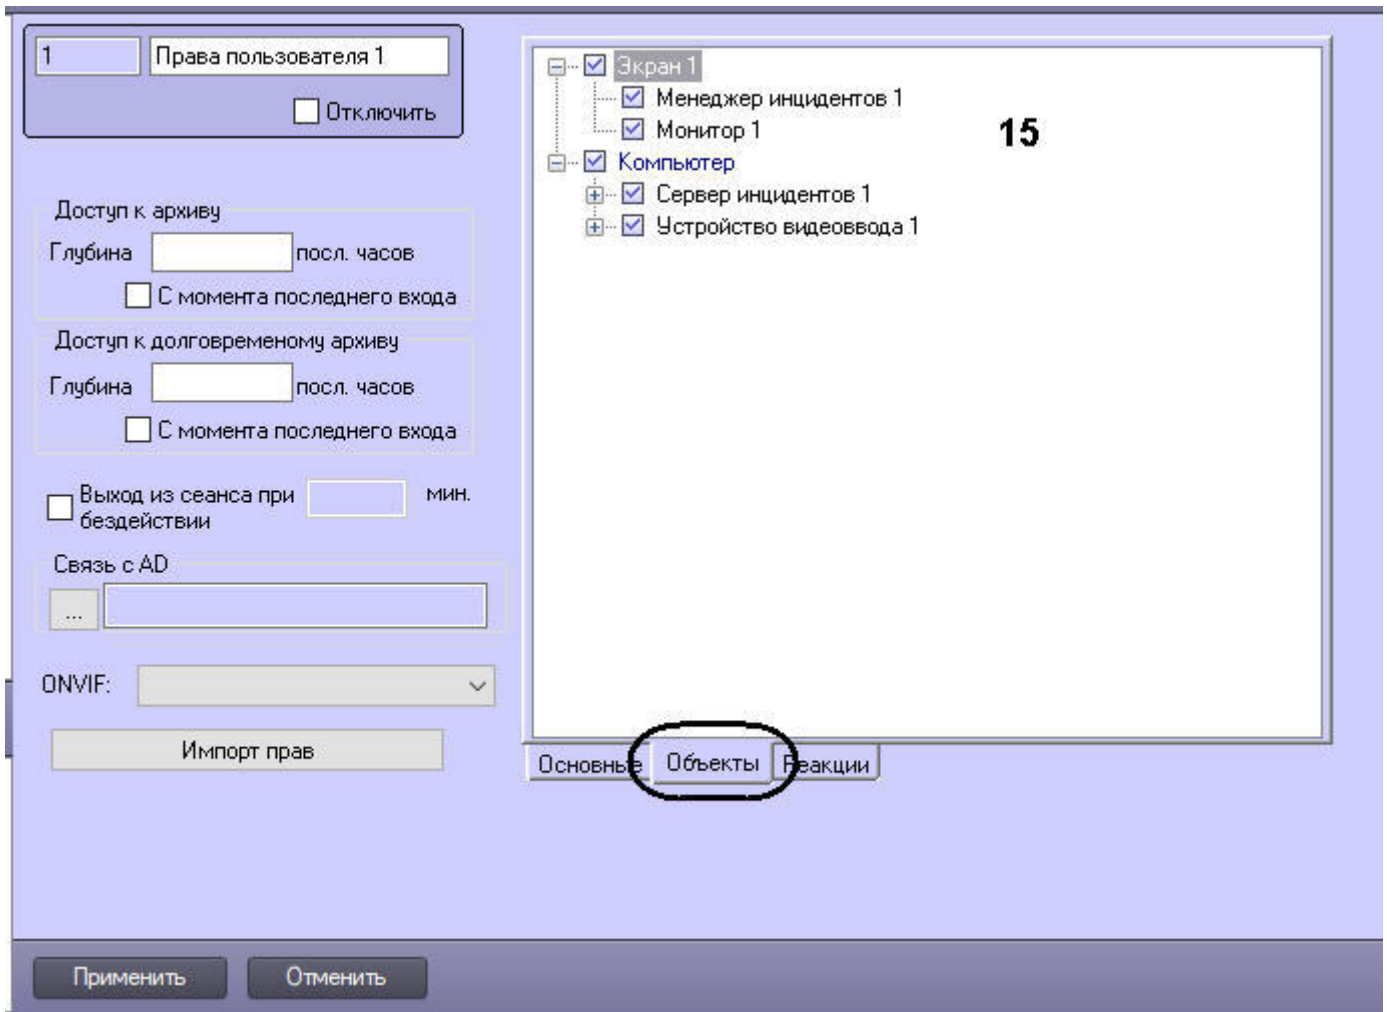 1
Права пользователя 1
Отключить
Доступ к архиву
Глубина посл. часов
С момента последнего входа
Доступ к долговременому архиву
Глубина посл. часов
С момента последнего входа
Выход из сеанса при мин.
бездействии
Связь с AD
...
ONVIF:
Импорт прав
Экран 1
Менеджер инцидентов 1
Монитор 1
15
Компьютер
Сервер инцидентов 1
Устройство видеоввода 1
Основные Объекты Реакции
Применить Отменить